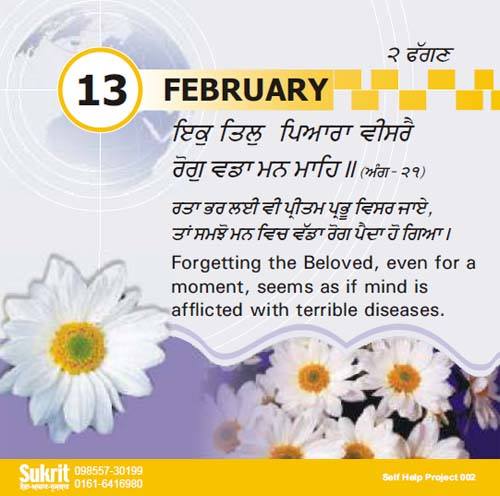 ੨ ਫੱਗਣ
13 FEBRUARY
ਇਕੁ ਤਿਲੁ ਪਿਆਰਾ ਵੀਸਰੈ
ਰੋਗੁ ਵਡਾ ਮਨ ਮਾਹਿ ॥ (ਅੰਗ - ੨੧)
ਰਤਾ ਭਰ ਲਈ ਵੀ ਪ੍ਰੀਤਮ ਪ੍ਰਭੂ ਵਿਸਰ ਜਾਏ,
ਤਾਂ ਸਮਝੋ ਮਨ ਵਿਚ ਵੱਡਾ ਰੋਗ ਪੈਦਾ ਹੋ ਗਿਆ।
Forgetting the Beloved, even for a
moment, seems as if mind is
afflicted with terrible diseases.
Sukrit 098557-30199
0161-6416980
Self Help Project 002